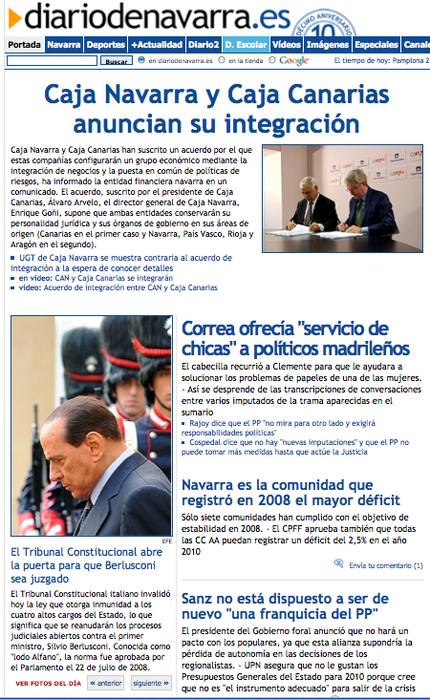 diariodenavarra.es
DÉCIMO ANIVERSARIO
10
Portada Navarra Deportes +Actualidad Diario2 D. Escolar Vídeos Imágenes Especiales Canale
Buscar en diariodenavarra.es en la tienda Google El tiempo de hoy: Pamplona 2
Caja Navarra y Caja Canarias
anuncian su integración
Caja Navarra y Caja Canarias han suscrito un acuerdo por el que
estas compañías configurarán un grupo económico mediante la
integración de negocios y la puesta en común de políticas de
riesgos, ha informado la entidad financiera navarra en un
comunicado. El acuerdo, suscrito por el presidente de Caja
Canarias, Álvaro Arvelo, el director general de Caja Navarra,
Enrique Goñi, supone que ambas entidades conservarán su
personalidad jurídica y sus órganos de gobierno en sus áreas de
origen (Canarias en el primer caso y Navarra, País Vasco, Rioja y
Aragón en el segundo).
UGT de Caja Navarra se muestra contraria al acuerdo de
integración a la espera de conocer detalles
en vídeo: CAN y Caja Canarias se integrarán
video: Acuerdo de integración entre CAN y Caja Canarias
EFE
El Tribunal Constitucional abre
la puerta para que Berlusconi
sea juzgado
El Tribunal Constitucional italiano invalidó
hoy la ley que otorga inmunidad a los
cuatro altos cargos del Estado, lo que
significa que se reanudarán los procesos
judiciales abiertos contra el primer
ministro, Silvio Berlusconi. Conocida como
"lodo Alfano", la norma fue aprobada por
el Parlamento el 22 de julio de 2008.
VER FOTOS DEL DÍA « anterior siguiente »
Correa ofrecía "servicio de
chicas" a políticos madrileños
El cabecilla recurrió a Clemente para que le ayudara a
solucionar los problemas de papeles de una de las mujeres.
- Así se desprende de las transcripciones de conversaciones
entre varios imputados de la trama aparecidas en el
sumario
Rajoy dice que el PP "no mira para otro lado y exigirá
responsabilidades políticas"
Cospedal dice que no hay "nuevas imputaciones" y que el PP no
puede tomar más medidas hasta que actúe la Justicia
Navarra es la comunidad que
registró en 2008 el mayor déficit
Sólo siete comunidades han cumplido con el objetivo de
estabilidad en 2008. - El CPFF aprueba también que todas
las CC AA puedan registrar un déficit del 2,5% en el año
2010
Envía tu comentario (1)
Sanz no está dispuesto a ser de
nuevo "una franquicia del PP"
El presidente del Gobierno foral anunció que no hará un
pacto con los populares, ya que esta alianza supondría la
pérdida de autonomía en las decisiones de los
regionalistas. - UPN asegura que no le gustan los
Presupuestos Generales del Estado para 2010 porque cree
que no es "el instrumento adecuado" para salir de la crisis